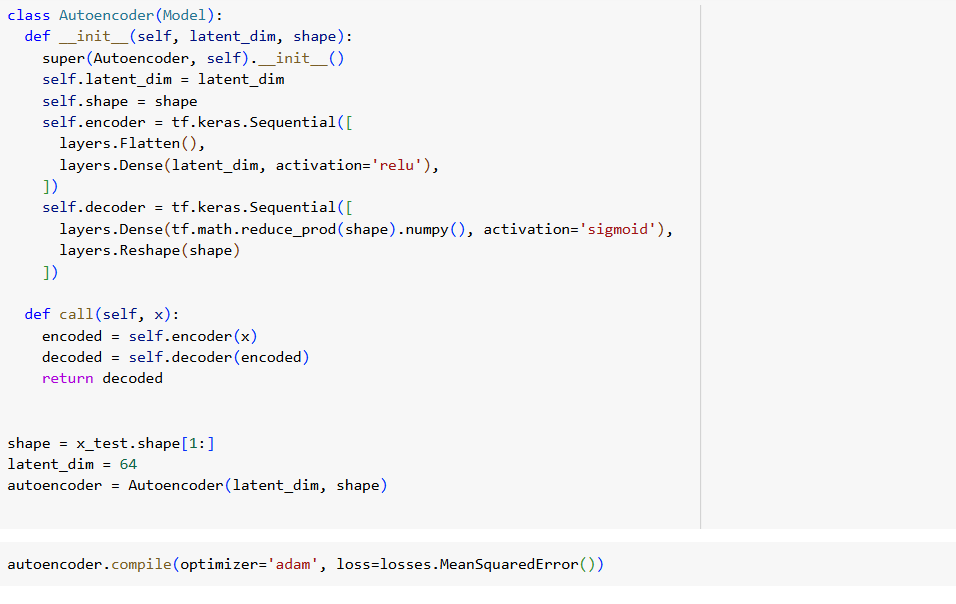 class Autoencoder(Model):
  def __init__(self, latent_dim, shape):
    super(Autoencoder, self).__init__()
    self.latent_dim = latent_dim
    self.shape = shape
    self.encoder = tf.keras.Sequential([
      layers.Flatten(),
      layers.Dense(latent_dim, activation='relu'),
    ])
    self.decoder = tf.keras.Sequential([
      layers.Dense(tf.math.reduce_prod(shape).numpy(), activation='sigmoid'),
      layers.Reshape(shape)
    ])

  def call(self, x):
    encoded = self.encoder(x)
    decoded = self.decoder(encoded)
    return decoded


shape = x_test.shape[1:]
latent_dim = 64
autoencoder = Autoencoder(latent_dim, shape)

autoencoder.compile(optimizer='adam', loss=losses.MeanSquaredError())